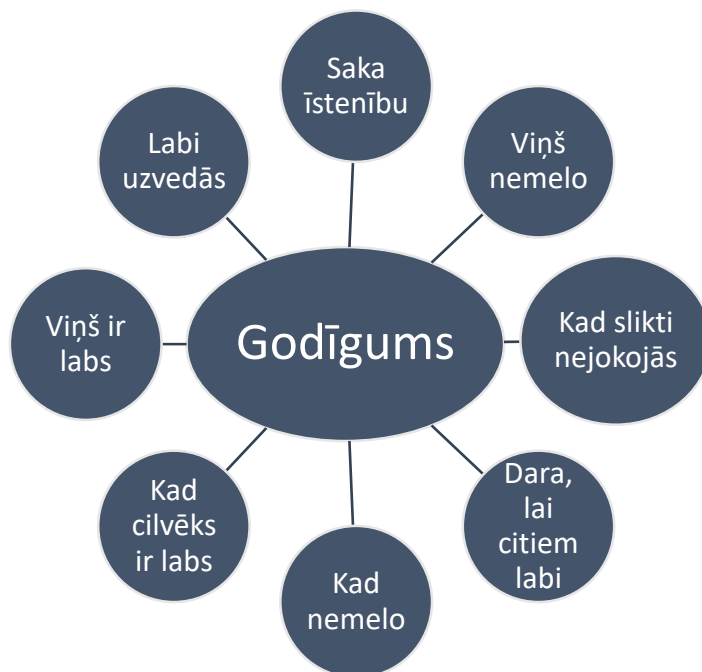 Saka
īstenību
Viņš
nemelo
Kad slikti
nejokojās
Dara,
lai
citiem
labi
Kad
nemelo
Kad
cilvēks
ir labs
Viņš ir
labs
Labi
uzvedās
Godīgums